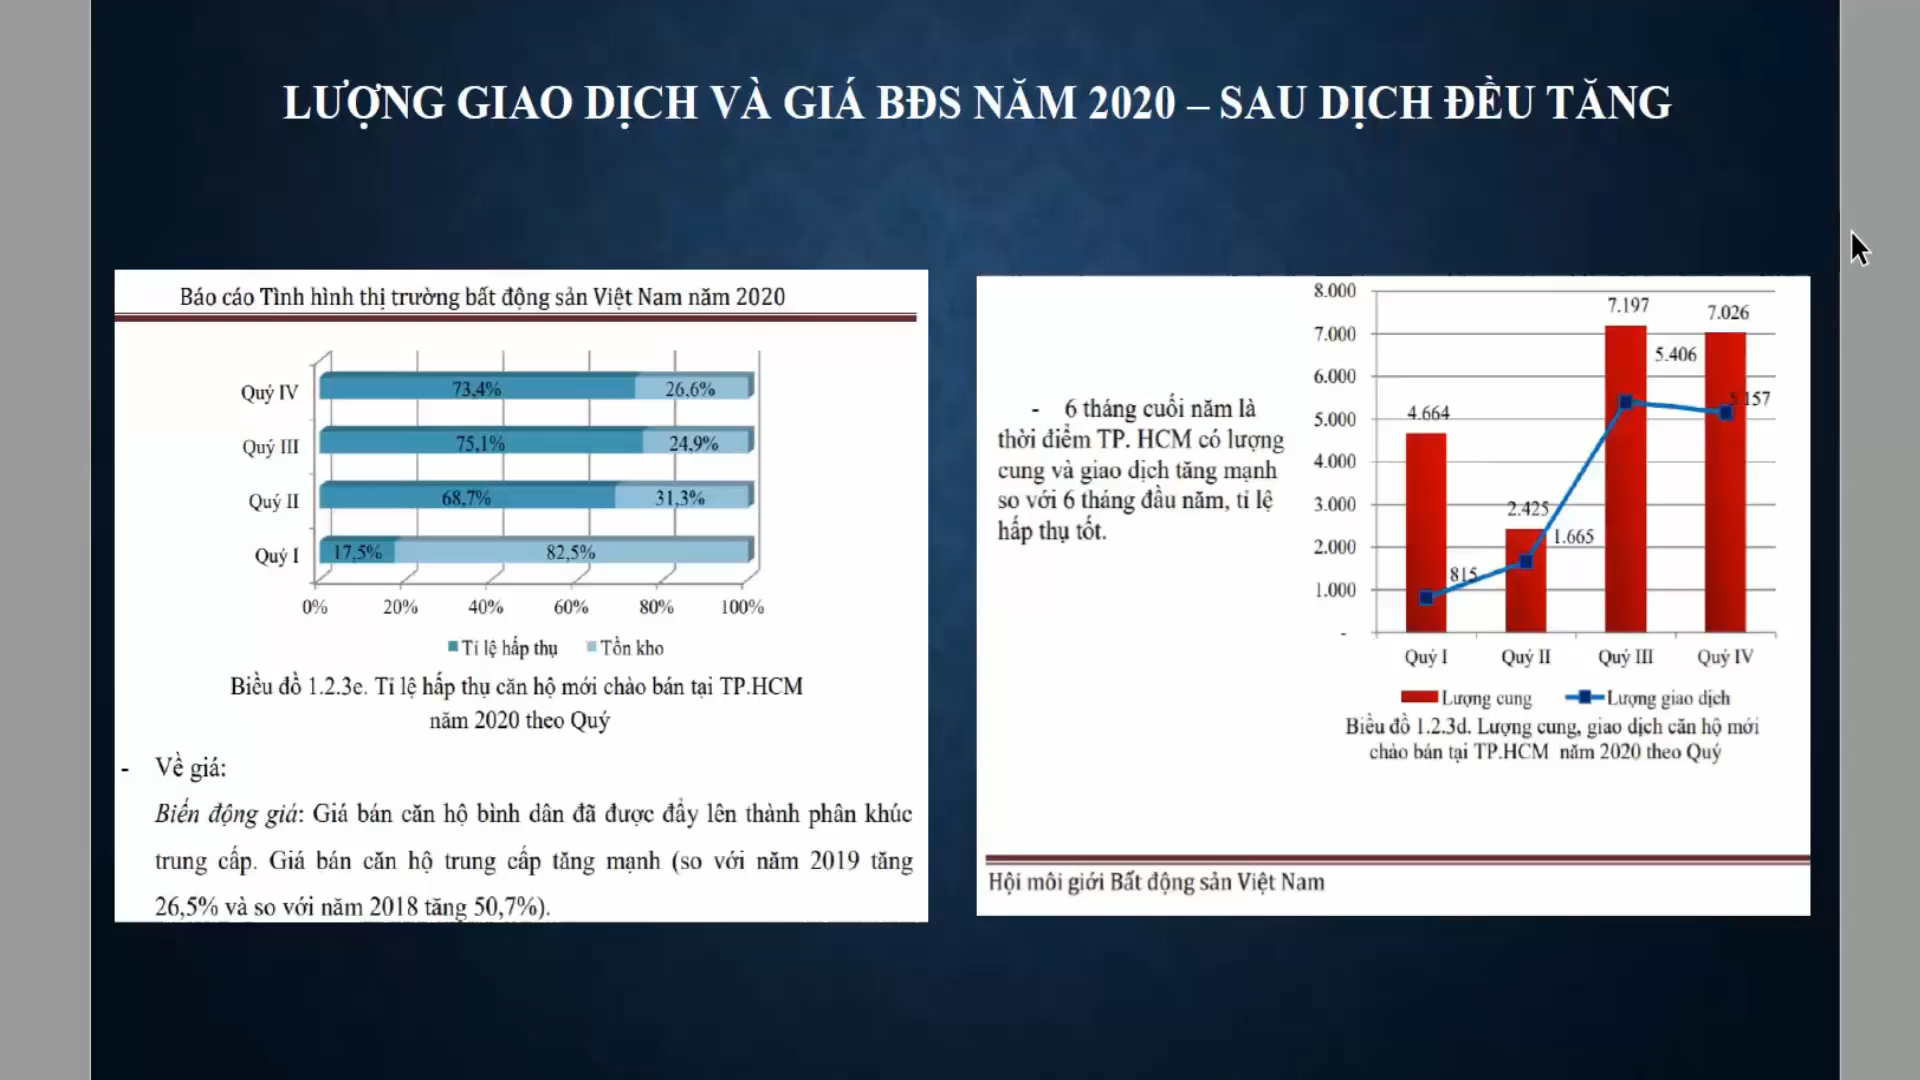 LƯỢNG GIAO DỊCH VÀ GIÁ BĐS NĂM 2020 – SAU DỊCH ĐỀU TĂNG
Báo cáo Tình hình thị trường bất động sản Việt Nam năm 2020
Quý IV 73,4% 26,6%
Quý III 75,1% 24,9%
Quý II 68,7% 31,3%
Quý I 17,5% 82,5%
0% 20% 40% 60% 80% 100%
Tỉ lệ hấp thụ Tồn kho
Biểu đồ 1.2.3e. Tỉ lệ hấp thụ căn hộ mới chào bán tại TP.HCM
năm 2020 theo Quý
- Về giá:
Biến động giá: Giá bán căn hộ bình dân đã được đẩy lên thành phân khúc
trung cấp. Giá bán căn hộ trung cấp tăng mạnh (so với năm 2019 tăng
26,5% và so với năm 2018 tăng 50,7%).
- 6 tháng cuối năm là
thời điểm TP. HCM có lượng
cung và giao dịch tăng mạnh
so với 6 tháng đầu năm, tỉ lệ
hấp thụ tốt.
8.000
7.000
6.000
5.000
4.000
3.000
2.000
1.000
-
4.664
2.425
7.197
7.026
815
1.665
5.406
5.157
Quý I Quý II Quý III Quý IV
Lượng cung Lượng giao dịch
Biểu đồ 1.2.3d. Lượng cung, giao dịch căn hộ mới
chào bán tại TP.HCM năm 2020 theo Quý
Hội môi giới Bất động sản Việt Nam